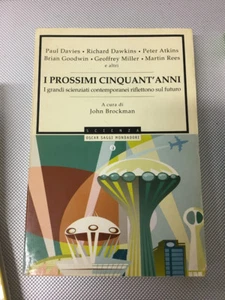 Paul Davies • Richard Dawkins • Peter Atkins
Brian Goodwin • Geoffrey Miller • Martin Rees
e altri
I PROSSIMI CINQUANT'ANNI
I grandi scienziati contemporanei riflettono sul futuro
A cura di
John Brockman
SCIENZA
OSCAR SAGGI MONDADORI